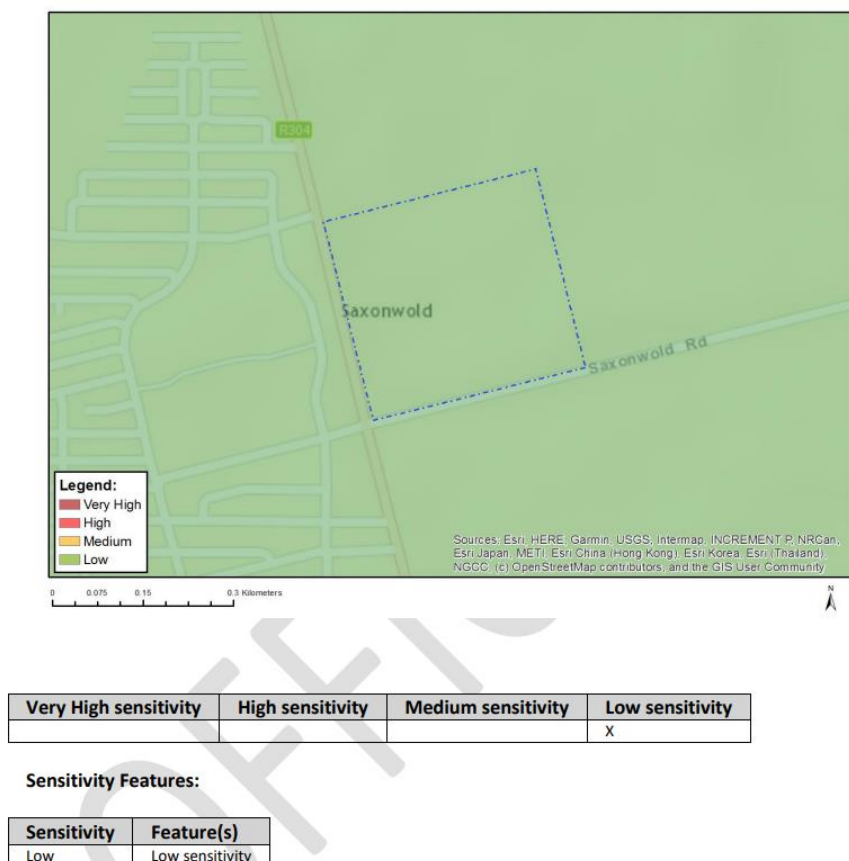 R304
Saxonwold
Saxonwold Rd
Legend:
Very High
High
Medium
Low
Sources: Esri, HERE, Garmin, USGS, Intermap, INCREMENT P, NRCan,
Esri Japan, METI, Esri China (Hong Kong), Esri Korea, Esri (Thailand),
NGCC, (c) OpenStreetMap contributors, and the GIS User Community
0 0.075 0.15 0.3 Kilometers
N
Very High sensitivity High sensitivity Medium sensitivity Low sensitivity
X
Sensitivity Features:
Sensitivity Feature(s)
Low Low sensitivity